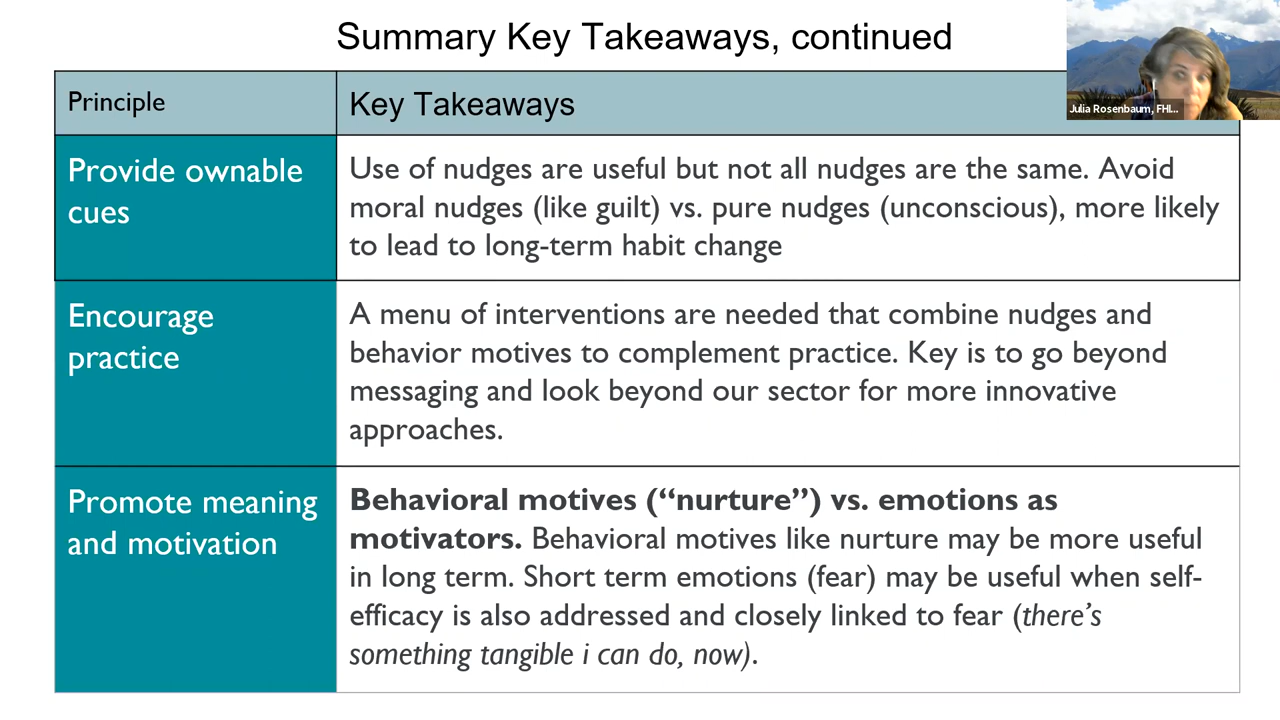 Summary Key Takeaways, continued
Julia Rosenbaum, FHI...
Principle
Key Takeaways
Provide ownable
cues
Use of nudges are useful but not all nudges are the same. Avoid
moral nudges (like guilt) vs. pure nudges (unconscious), more likely
to lead to long-term habit change
Encourage
practice
A menu of interventions are needed that combine nudges and
behavior motives to complement practice. Key is to go beyond
messaging and look beyond our sector for more innovative
approaches.
Promote meaning
and motivation
Behavioral motives (“nurture”) vs. emotions as
motivators. Behavioral motives like nurture may be more useful
in long term. Short term emotions (fear) may be useful when self-
efficacy is also addressed and closely linked to fear (there’s
something tangible i can do, now).